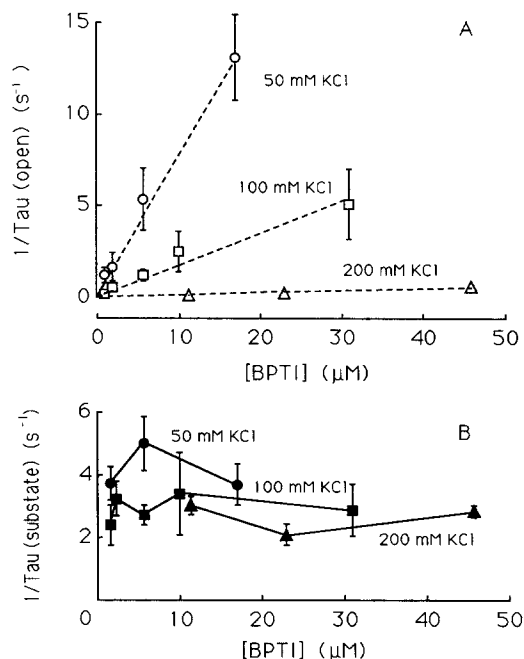 A
15
10
5
0
1/Tau (open) (s⁻¹)
50 mM KCl
100 mM KCl
200 mM KCl
0 10 20 30 40 50
[BPTI] (μM)
B
6
4
2
1/Tau (substate) (s⁻¹)
50 mM KCl
100 mM KCl
200 mM KCl
0 10 20 30 40 50
[BPTI] (μM)